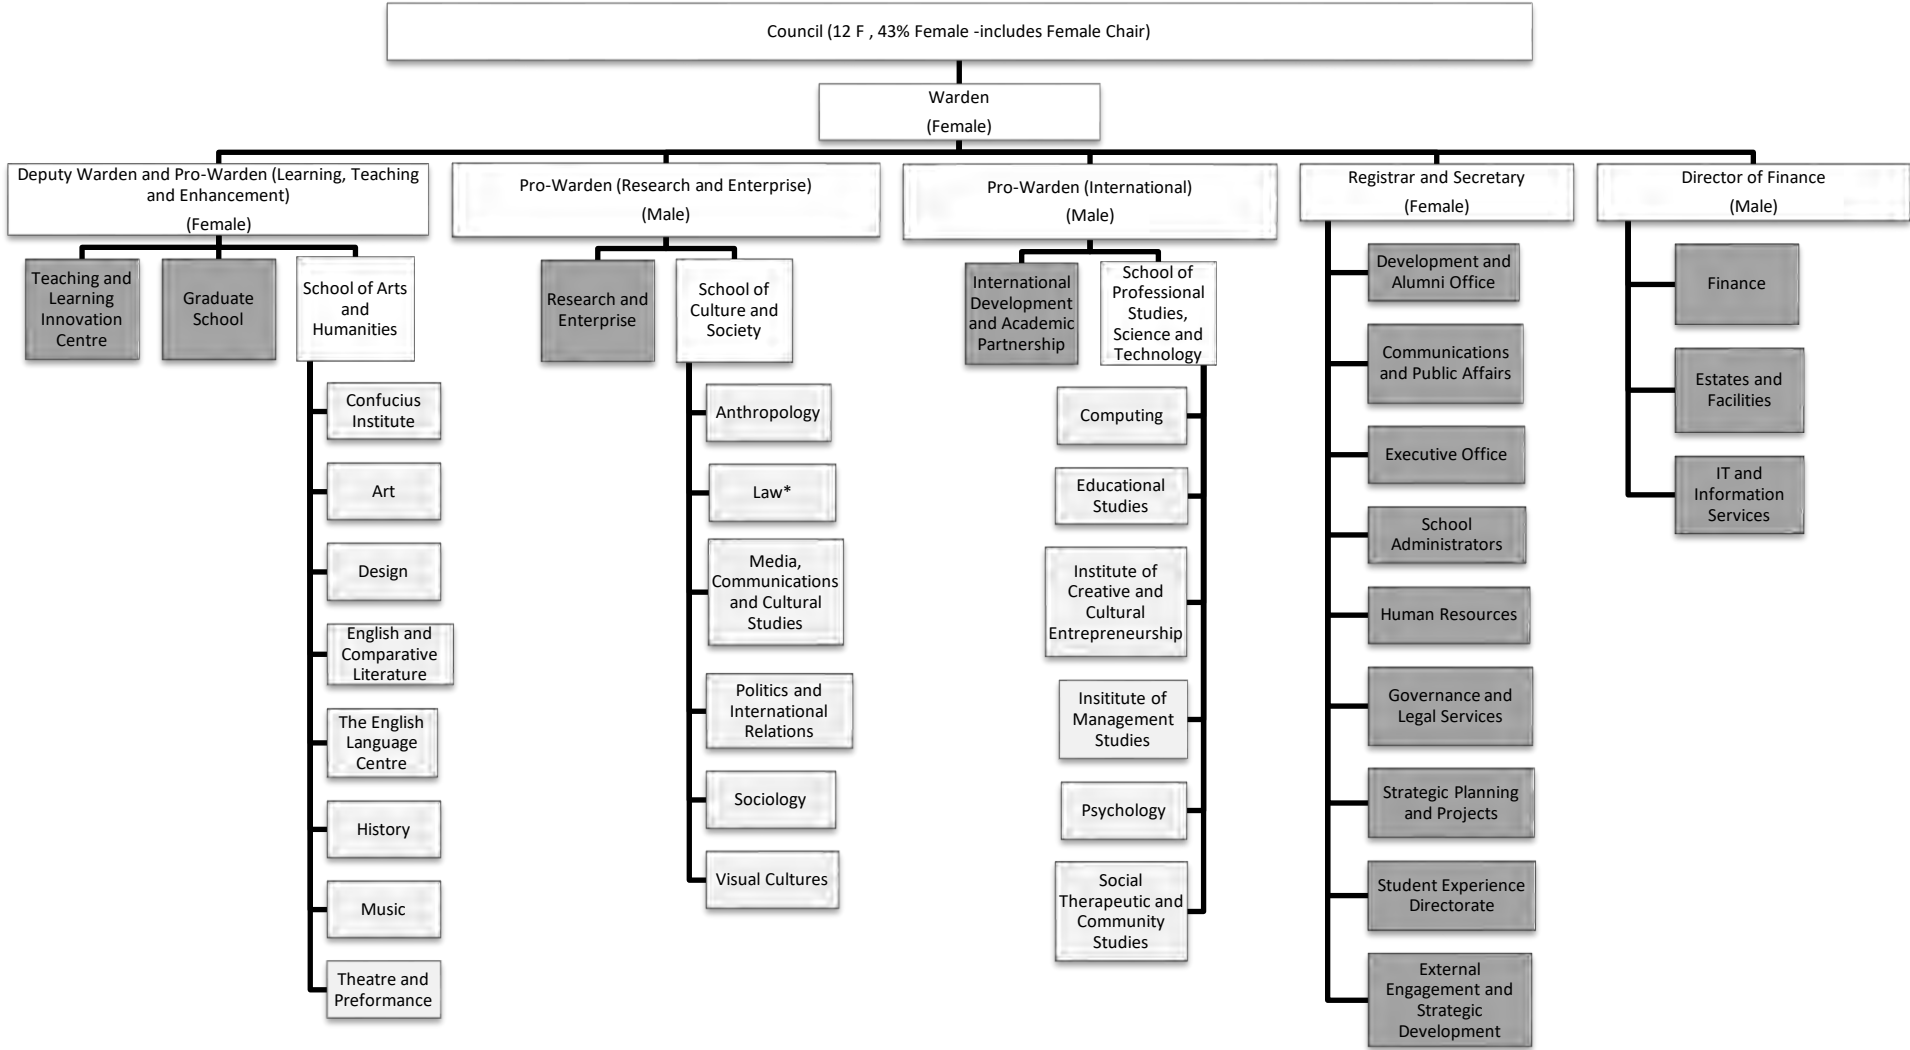 Council (12 F , 43% Female -includes Female Chair)
Warden
(Female)
Deputy Warden and Pro-Warden (Learning, Teaching
and Enhancement)
(Female)
Pro-Warden (Research and Enterprise)
(Male)
Pro-Warden (International)
(Male)
Registrar and Secretary
(Female)
Director of Finance
(Male)
Teaching and
Learning
Innovation
Centre
Graduate
School
School of Arts
and
Humanities
Confucius
Institute
Art
Design
English and
Comparative
Literature
The English
Language
Centre
History
Music
Theatre and
Preformance
Research and
Enterprise
School of
Culture and
Society
Anthropology
Law*
Media,
Communications
and Cultural
Studies
Politics and
International
Relations
Sociology
Visual Cultures
International
Development
and Academic
Partnership
School of
Professional
Studies,
Science and
Technology
Computing
Educational
Studies
Institute of
Creative and
Cultural
Entrepreneurship
Insititute of
Management
Studies
Psychology
Social
Therapeutic and
Community
Studies
Development and
Alumni Office
Communications
and Public Affairs
Executive Office
School
Administrators
Human Resources
Governance and
Legal Services
Strategic Planning
and Projects
Student Experience
Directorate
External
Engagement and
Strategic
Development
Finance
Estates and
Facilities
IT and
Information
Services